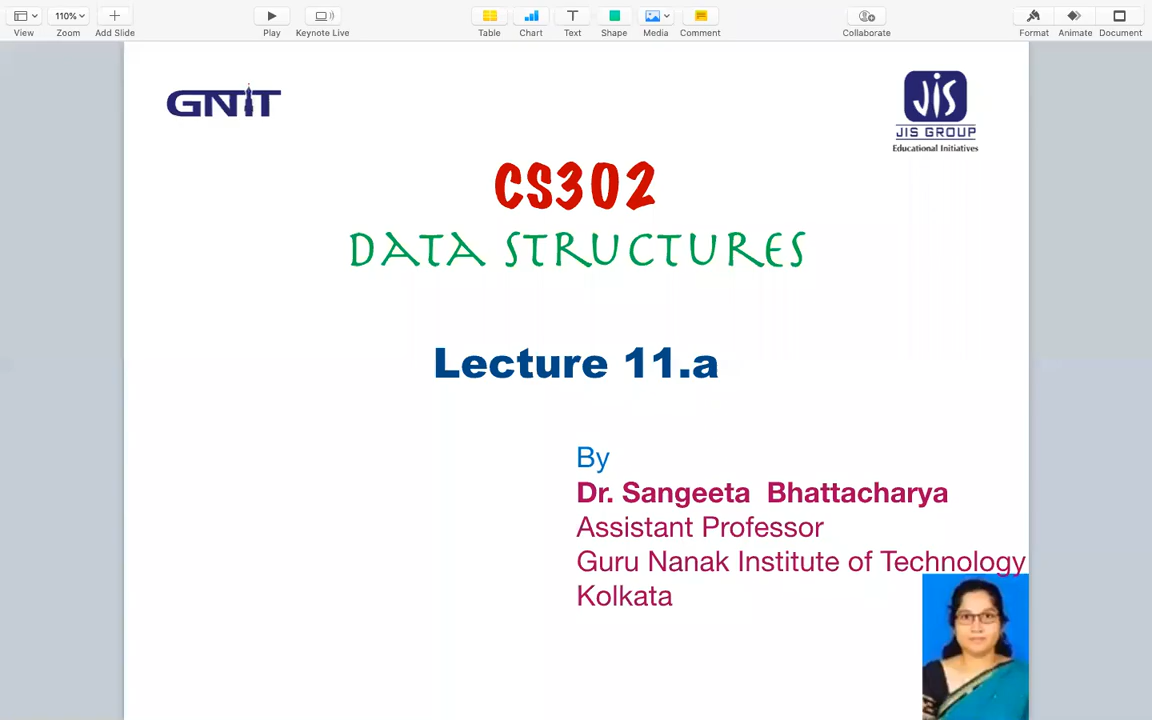 110%
View
Zoom
Add Slide
Play
Keynote Live
Table
Chart
Text
Shape
Media
Comment
Collaborate
Format
Animate
Document
GNIT
JIS
JIS GROUP
Educational Initiatives
CS302
DATA STRUCTURES
Lecture 11.a
By
Dr. Sangeeta Bhattacharya
Assistant Professor
Guru Nanak Institute of Technology
Kolkata